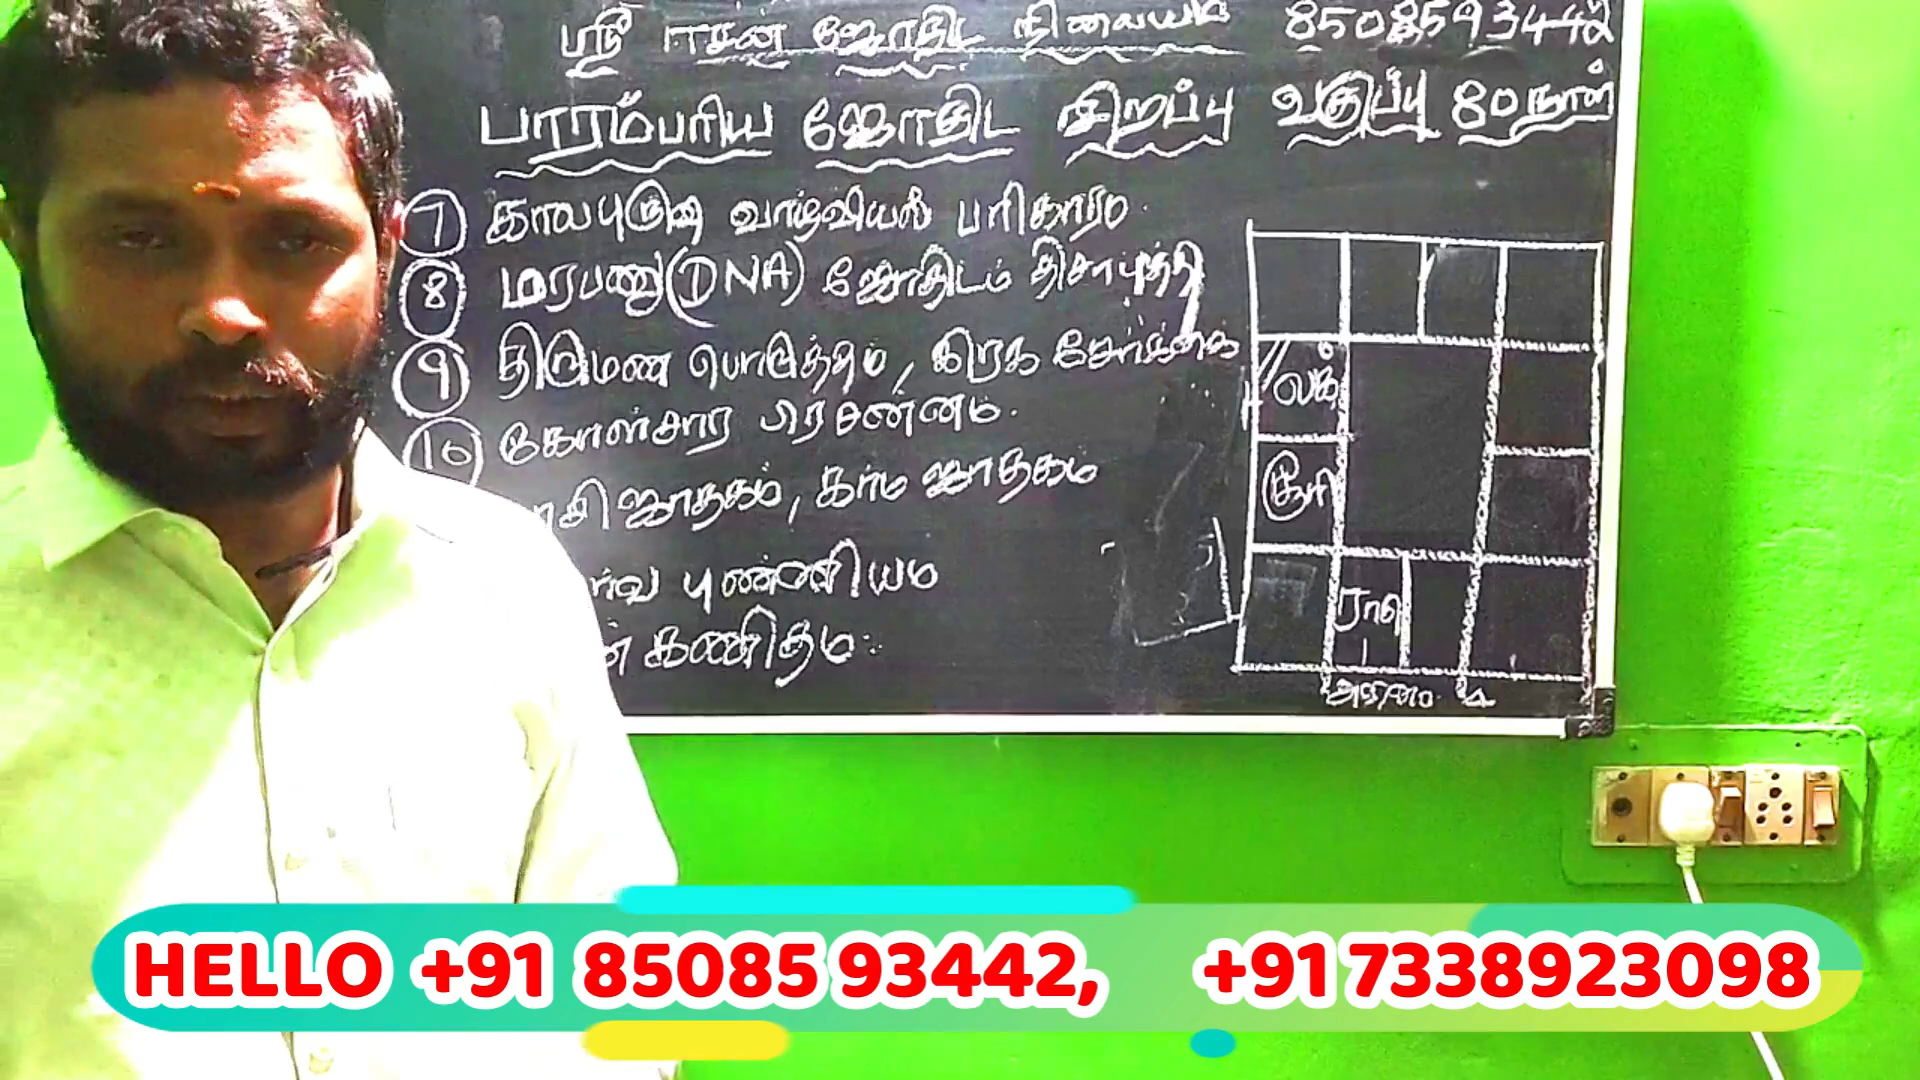 ஸ்ரீ ஈசன் ஜோதிட நிலையம் 8508593442
பாரம்பரிய ஜோதிட சிறப்பு வகுப்பு 80 நாள்
7 காலபுருஷ வாழ்வியல் பரிகாரம்.
8 மரபணு (DNA) ஜோதிடம் திசாபுத்தி
9 திருமண பொருத்தம், கிரக சேர்க்கை
10 கோள்சார பிரசன்னம்.
ராசி ஜாதகம், கர்ம ஜாதகம்
ர்வ புண்ணியம்
ன் கணிதம்.
லக்
சூரி
ராகு
HELLO +91 85085 93442, +91 7338923098